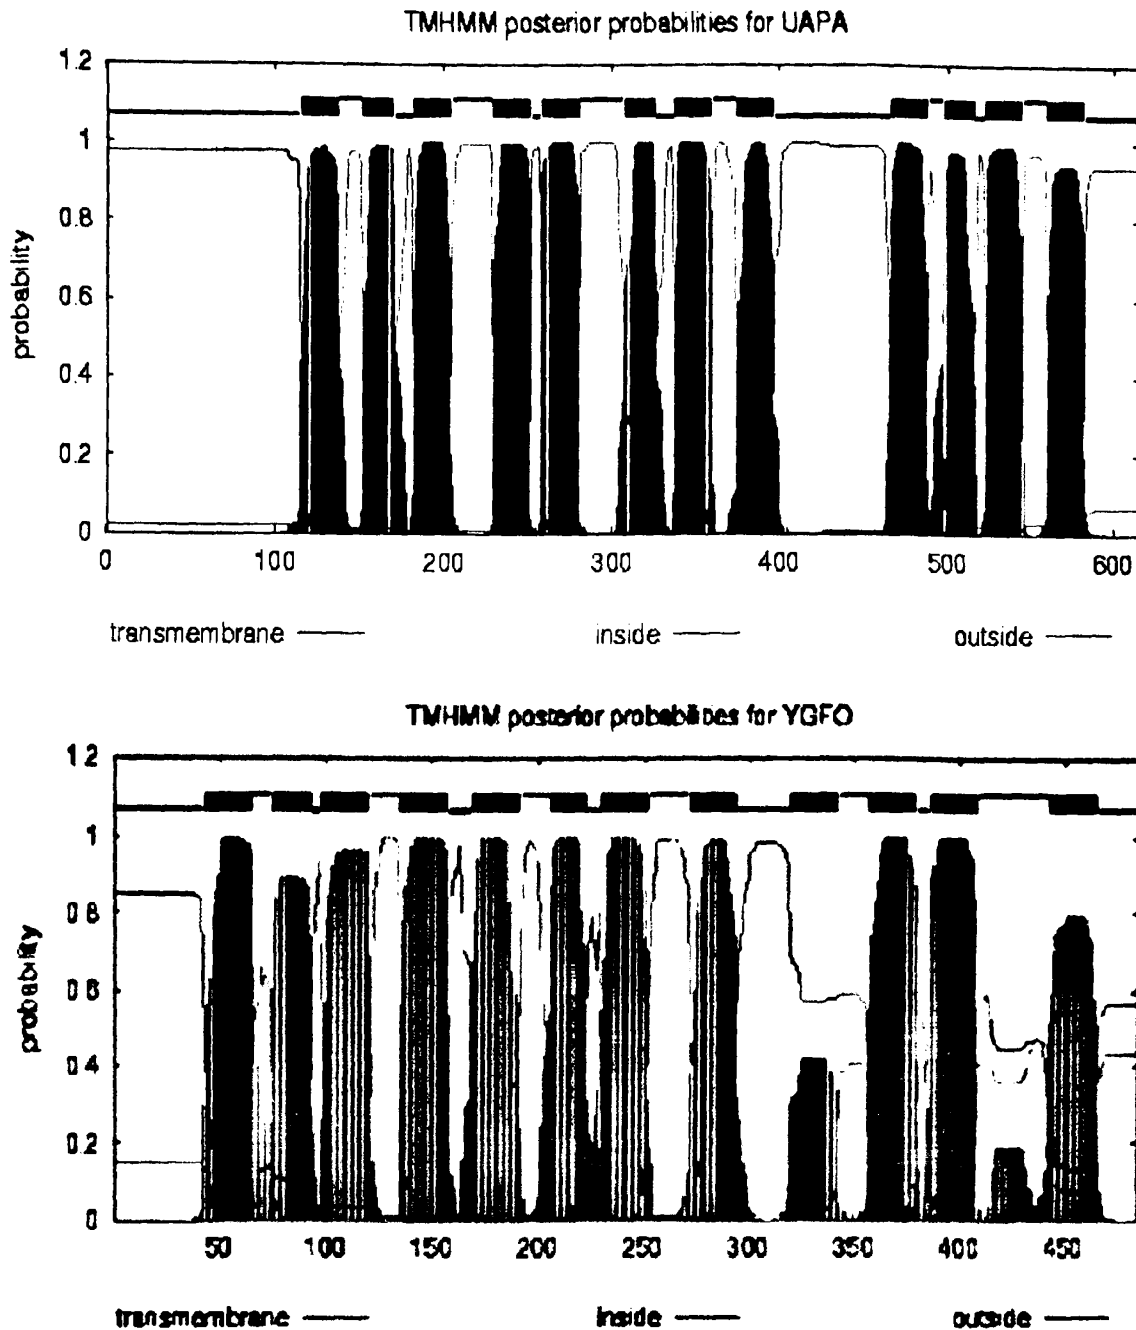 TMHMM posterior probabilities for UAPA
1.2
1
0.8
0.6
0.4
0.2
0
probability
0 100 200 300 400 500 600
transmembrane inside outside
TMHMM posterior probabilities for YGFO
1.2
1
0.8
0.6
0.4
0.2
0
probability
50 100 150 200 250 300 350 400 450
transmembrane inside outside